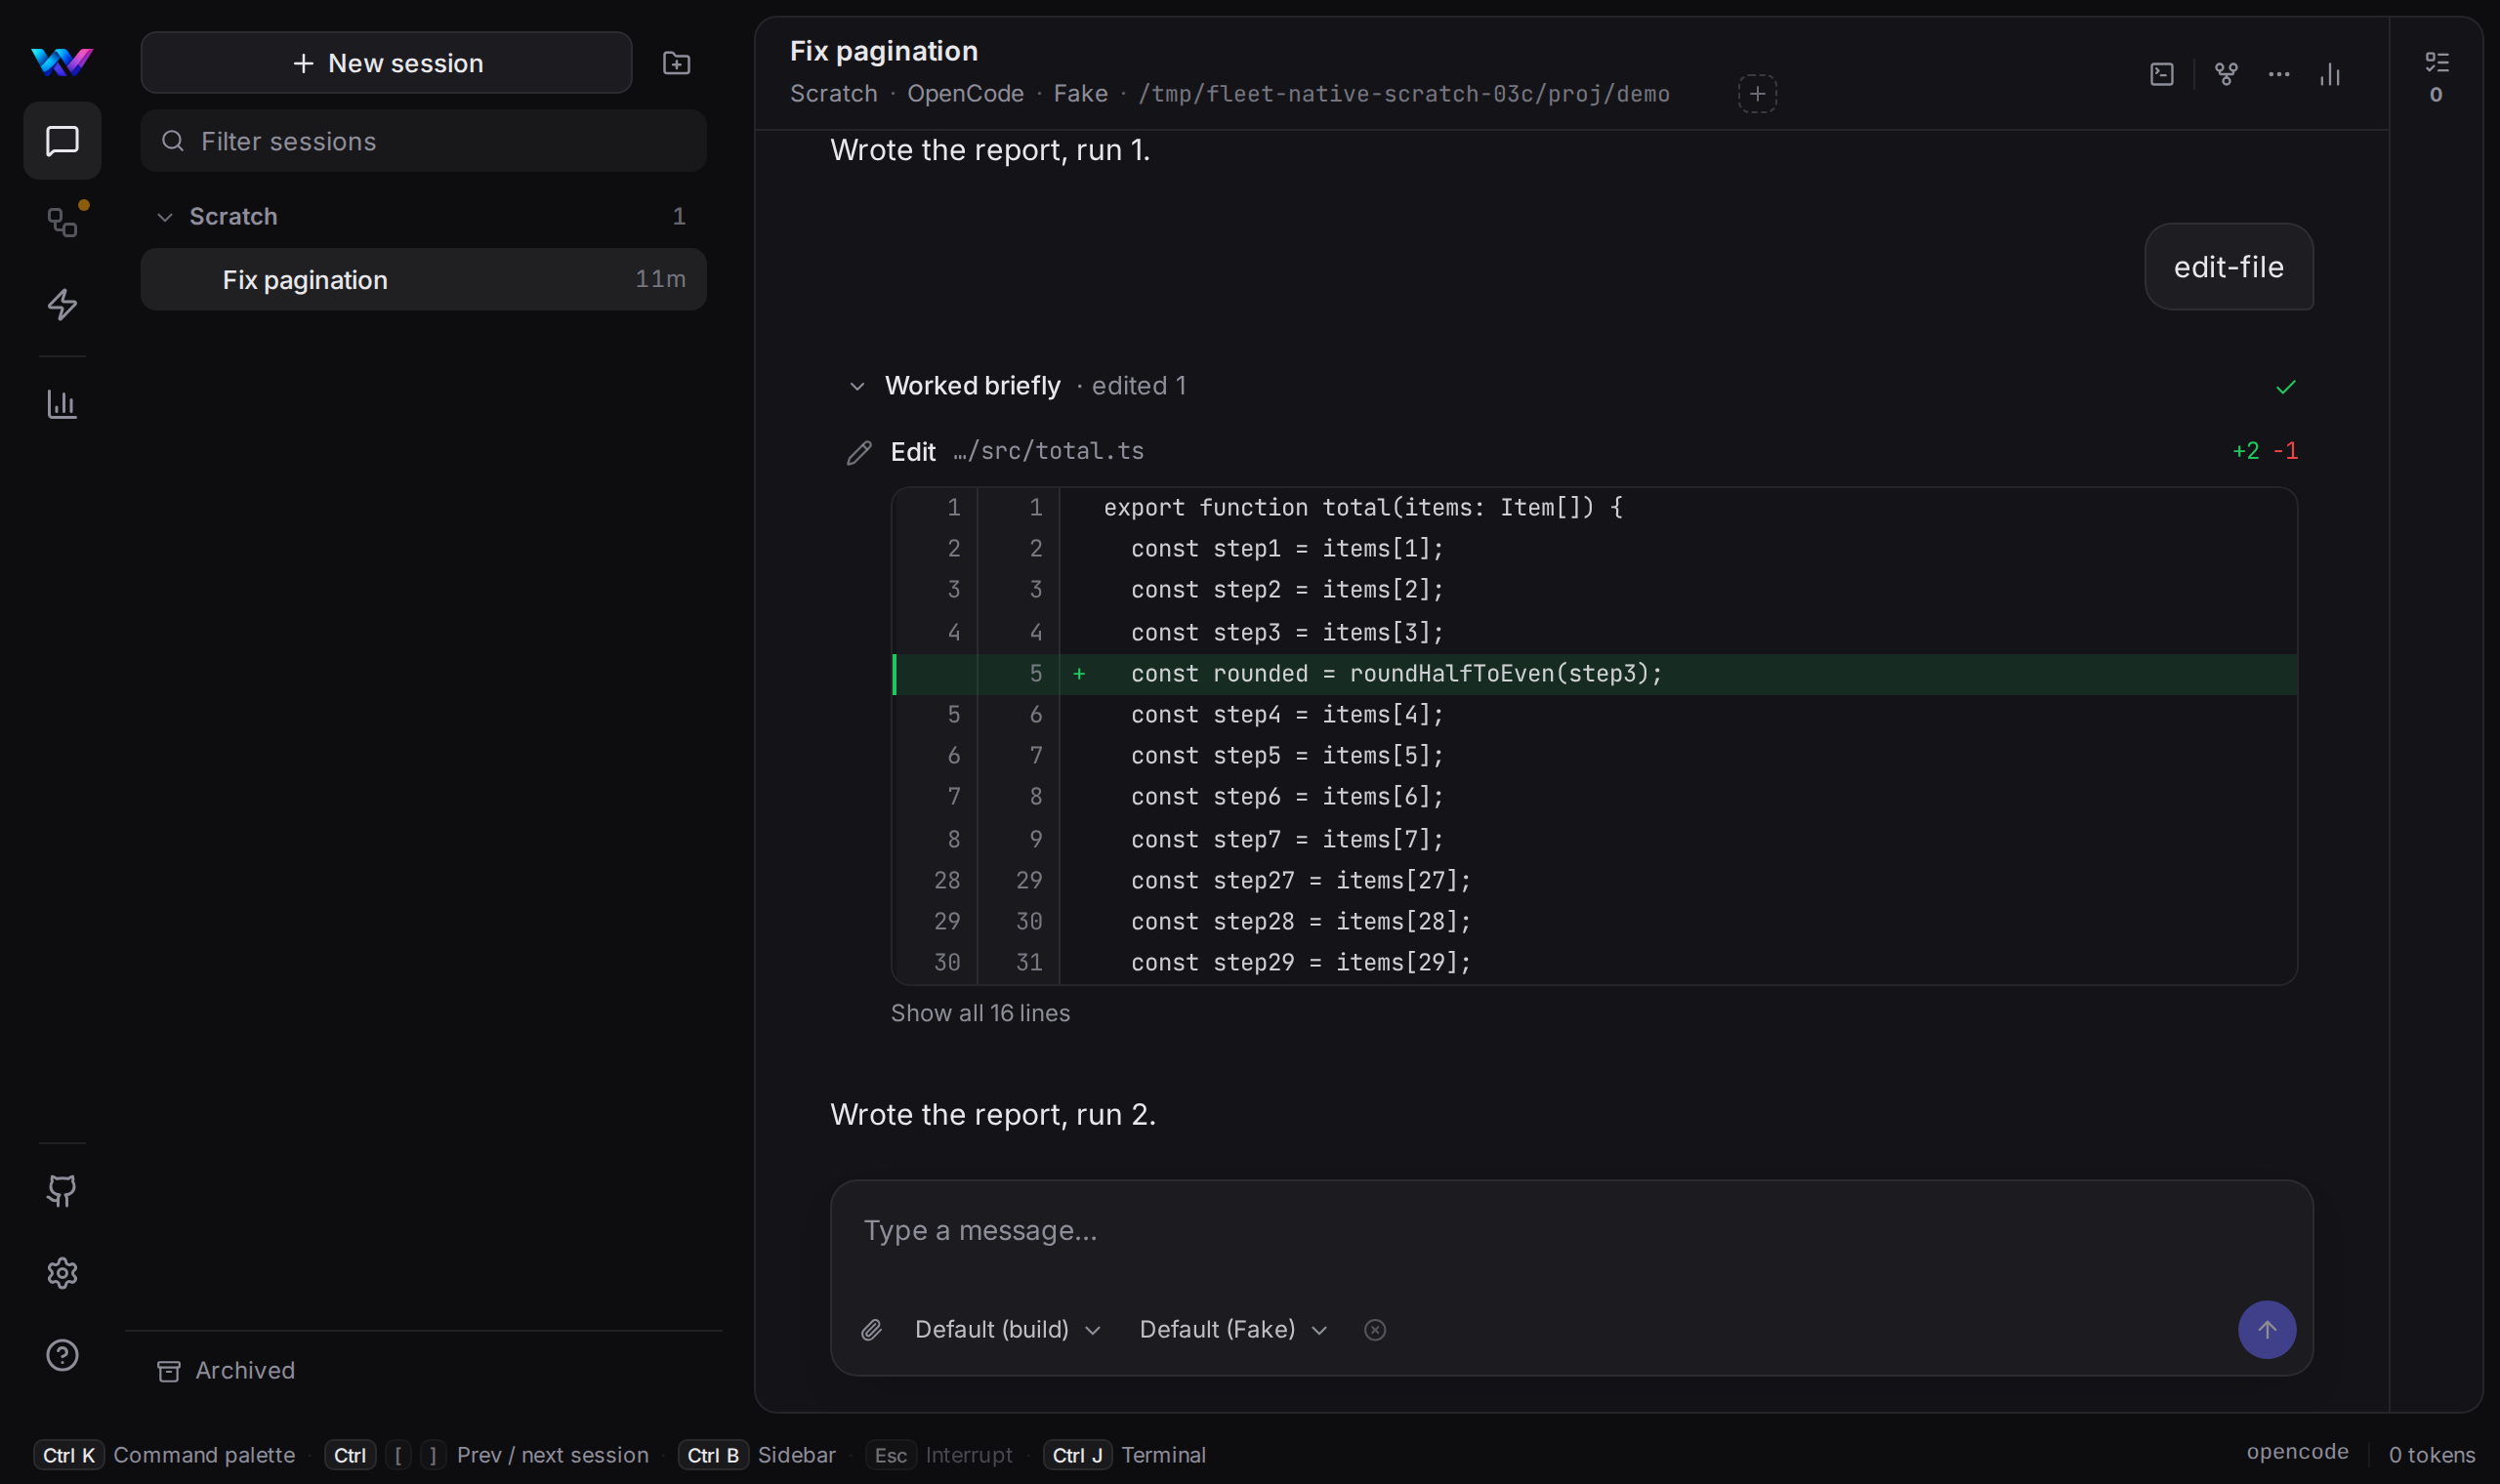 New session
Filter sessions
Scratch 1
Fix pagination 11m
Archived
Fix pagination
Scratch · OpenCode · Fake · /tmp/fleet-native-scratch-03c/proj/demo
0
Wrote the report, run 1.
edit-file
Worked briefly · edited 1
Edit …/src/total.ts +2 -1
1 1 export function total(items: Item[]) {
2 2 const step1 = items[1];
3 3 const step2 = items[2];
4 4 const step3 = items[3];
5 + const rounded = roundHalfToEven(step3);
5 6 const step4 = items[4];
6 7 const step5 = items[5];
7 8 const step6 = items[6];
8 9 const step7 = items[7];
28 29 const step27 = items[27];
29 30 const step28 = items[28];
30 31 const step29 = items[29];
Show all 16 lines
Wrote the report, run 2.
Type a message...
Default (build) Default (Fake)
Ctrl K Command palette · Ctrl [ ] Prev / next session · Ctrl B Sidebar · Esc Interrupt · Ctrl J Terminal
opencode 0 tokens